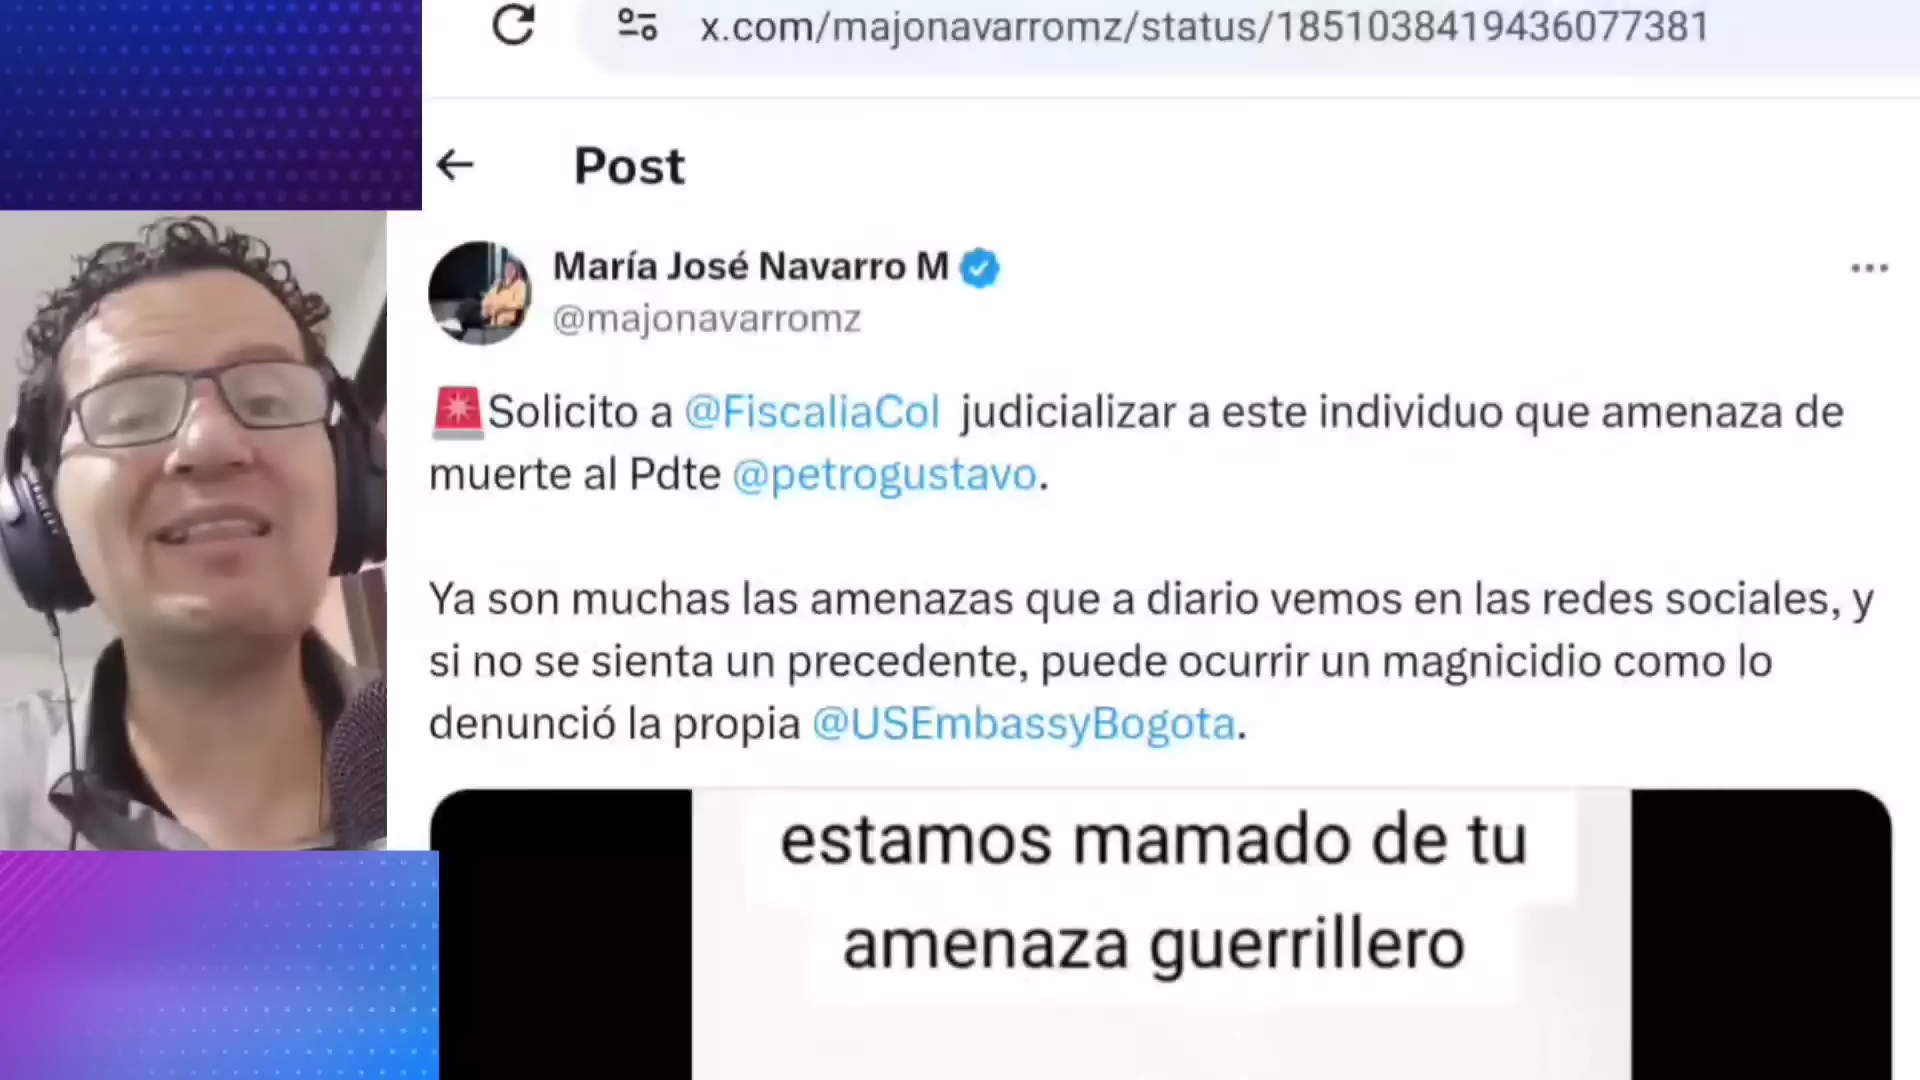 x.com/majonavarromz/status/1851038419436077381
Post
María José Navarro M
@majonavarromz
Solicito a @FiscaliaCol judicializar a este individuo que amenaza de
muerte al Pdte @petrogustavo.
Ya son muchas las amenazas que a diario vemos en las redes sociales, y
si no se sienta un precedente, puede ocurrir un magnicidio como lo
denunció la propia @USEmbassyBogota.
estamos mamado de tu
amenaza guerrillero